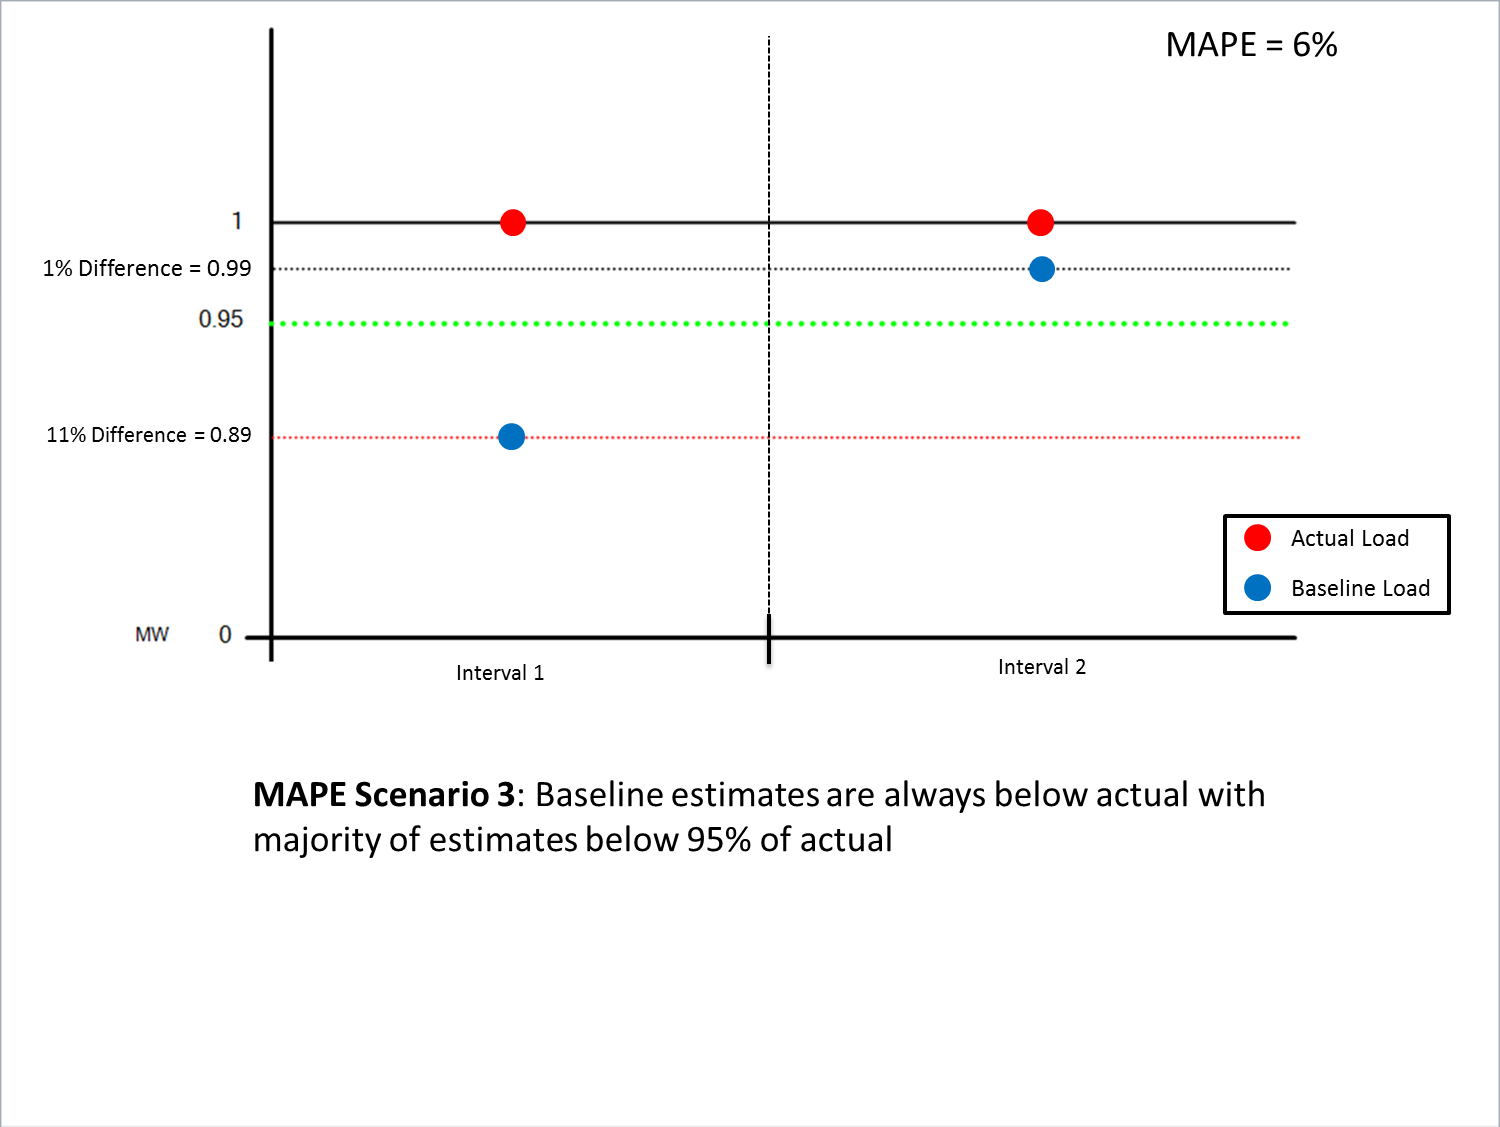 MAPE = 6%
1
1% Difference = 0.99
0.95
11% Difference = 0.89
Actual Load
Baseline Load
MW 0
Interval 1
Interval 2
MAPE Scenario 3: Baseline estimates are always below actual with
majority of estimates below 95% of actual